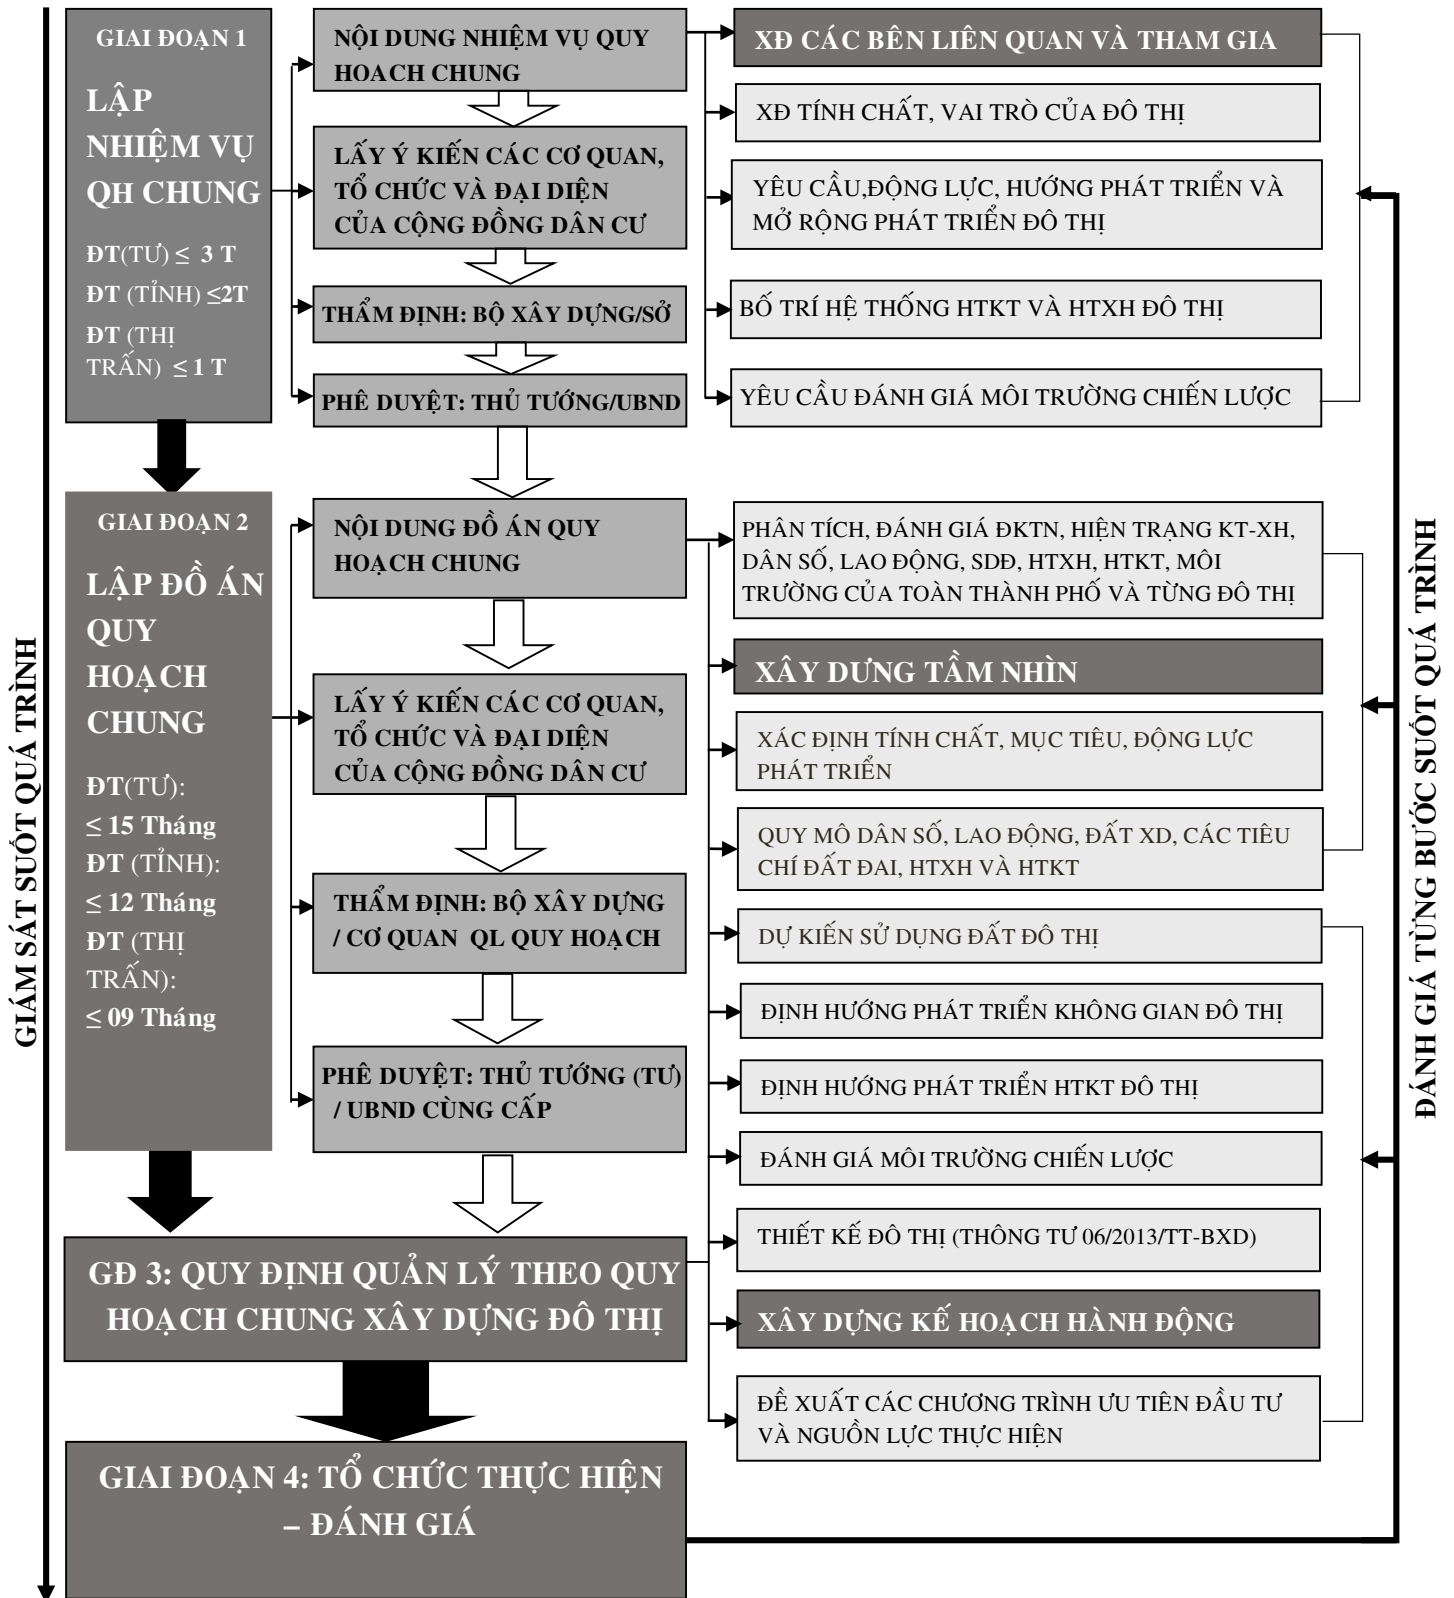 GIAI ĐOẠN 1
LẬP
NHIỆM VỤ
QH CHUNG
ĐT(TƯ) ≤ 3 T
ĐT (TỈNH) ≤2T
ĐT (THỊ
TRẤN) ≤ 1 T
NỘI DUNG NHIỆM VỤ QUY
HOACH CHUNG
LẤY Ý KIẾN CÁC CƠ QUAN,
TỔ CHỨC VÀ ĐẠI DIỆN
CỦA CỘNG ĐỒNG DÂN CƯ
THẨM ĐỊNH: BỘ XÂY DỰNG/SỞ
PHÊ DUYỆT: THỦ TƯỚNG/UBND
XĐ CÁC BÊN LIÊN QUAN VÀ THAM GIA
XĐ TÍNH CHẤT, VAI TRÒ CỦA ĐÔ THỊ
YÊU CẦU,ĐỘNG LỰC, HƯỚNG PHÁT TRIỂN VÀ
MỞ RỘNG PHÁT TRIỂN ĐÔ THỊ
BỐ TRÍ HỆ THỐNG HTKT VÀ HTXH ĐÔ THỊ
YÊU CẦU ĐÁNH GIÁ MÔI TRƯỜNG CHIẾN LƯỢC
GIAI ĐOẠN 2
LẬP ĐỒ ÁN
QUY
HOẠCH
CHUNG
ĐT(TƯ):
≤ 15 Tháng
ĐT (TỈNH):
≤ 12 Tháng
ĐT (THỊ
TRẤN):
≤ 09 Tháng
NỘI DUNG ĐỒ ÁN QUY
HOẠCH CHUNG
LẤY Ý KIẾN CÁC CƠ QUAN,
TỔ CHỨC VÀ ĐẠI DIỆN
CỦA CỘNG ĐỒNG DÂN CƯ
THẨM ĐỊNH: BỘ XÂY DỰNG
/ CƠ QUAN QL QUY HOẠCH
PHÊ DUYỆT: THỦ TƯỚNG (TƯ)
/ UBND CÙNG CẤP
PHÂN TÍCH, ĐÁNH GIÁ ĐKTN, HIỆN TRẠNG KT-XH,
DÂN SỐ, LAO ĐỘNG, SDĐ, HTXH, HTKT, MÔI
TRƯỜNG CỦA TOÀN THÀNH PHỐ VÀ TỪNG ĐÔ THỊ
XÂY DƯNG TẦM NHÌN
XÁC ĐỊNH TÍNH CHẤT, MỤC TIÊU, ĐỘNG LỰC
PHÁT TRIỂN
QUY MÔ DÂN SỐ, LAO ĐỘNG, ĐẤT XD, CÁC TIÊU
CHÍ ĐẤT ĐAI, HTXH VÀ HTKT
DỰ KIẾN SỬ DỤNG ĐẤT ĐÔ THỊ
ĐỊNH HƯỚNG PHÁT TRIỂN KHÔNG GIAN ĐÔ THỊ
ĐỊNH HƯỚNG PHÁT TRIỂN HTKT ĐÔ THỊ
ĐÁNH GIÁ MÔI TRƯỜNG CHIẾN LƯỢC
THIẾT KẾ ĐÔ THỊ (THÔNG TƯ 06/2013/TT-BXD)
XÂY DỰNG KẾ HOẠCH HÀNH ĐỘNG
ĐỀ XUẤT CÁC CHƯƠNG TRÌNH ƯU TIÊN ĐẦU TƯ
VÀ NGUỒN LỰC THỰC HIỆN
GĐ 3: QUY ĐỊNH QUẢN LÝ THEO QUY
HOẠCH CHUNG XÂY DỰNG ĐÔ THỊ
GIAI ĐOẠN 4: TỔ CHỨC THỰC HIỆN
– ĐÁNH GIÁ
GIÁM SÁT SUỐT QUÁ TRÌNH
ĐÁNH GIÁ TỪNG BƯỚC SUỐT QUÁ TRÌNH